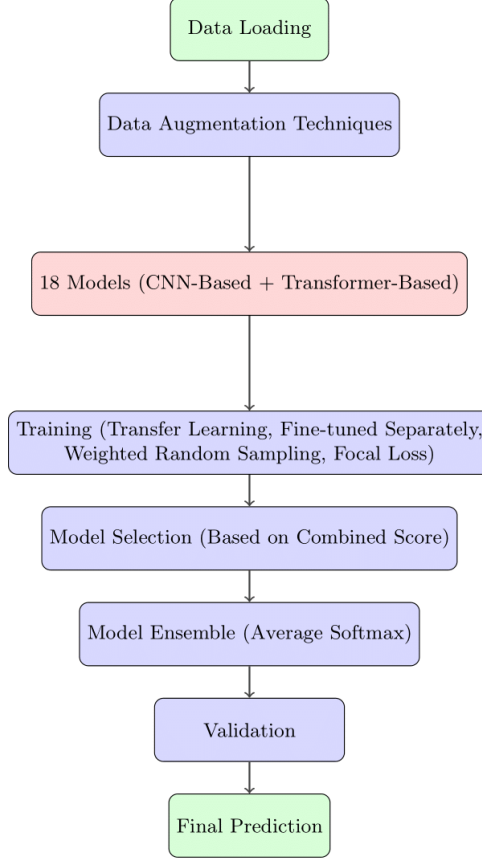 Data Loading
Data Augmentation Techniques
18 Models (CNN-Based + Transformer-Based)
Training (Transfer Learning, Fine-tuned Separately,
Weighted Random Sampling, Focal Loss)
Model Selection (Based on Combined Score)
Model Ensemble (Average Softmax)
Validation
Final Prediction